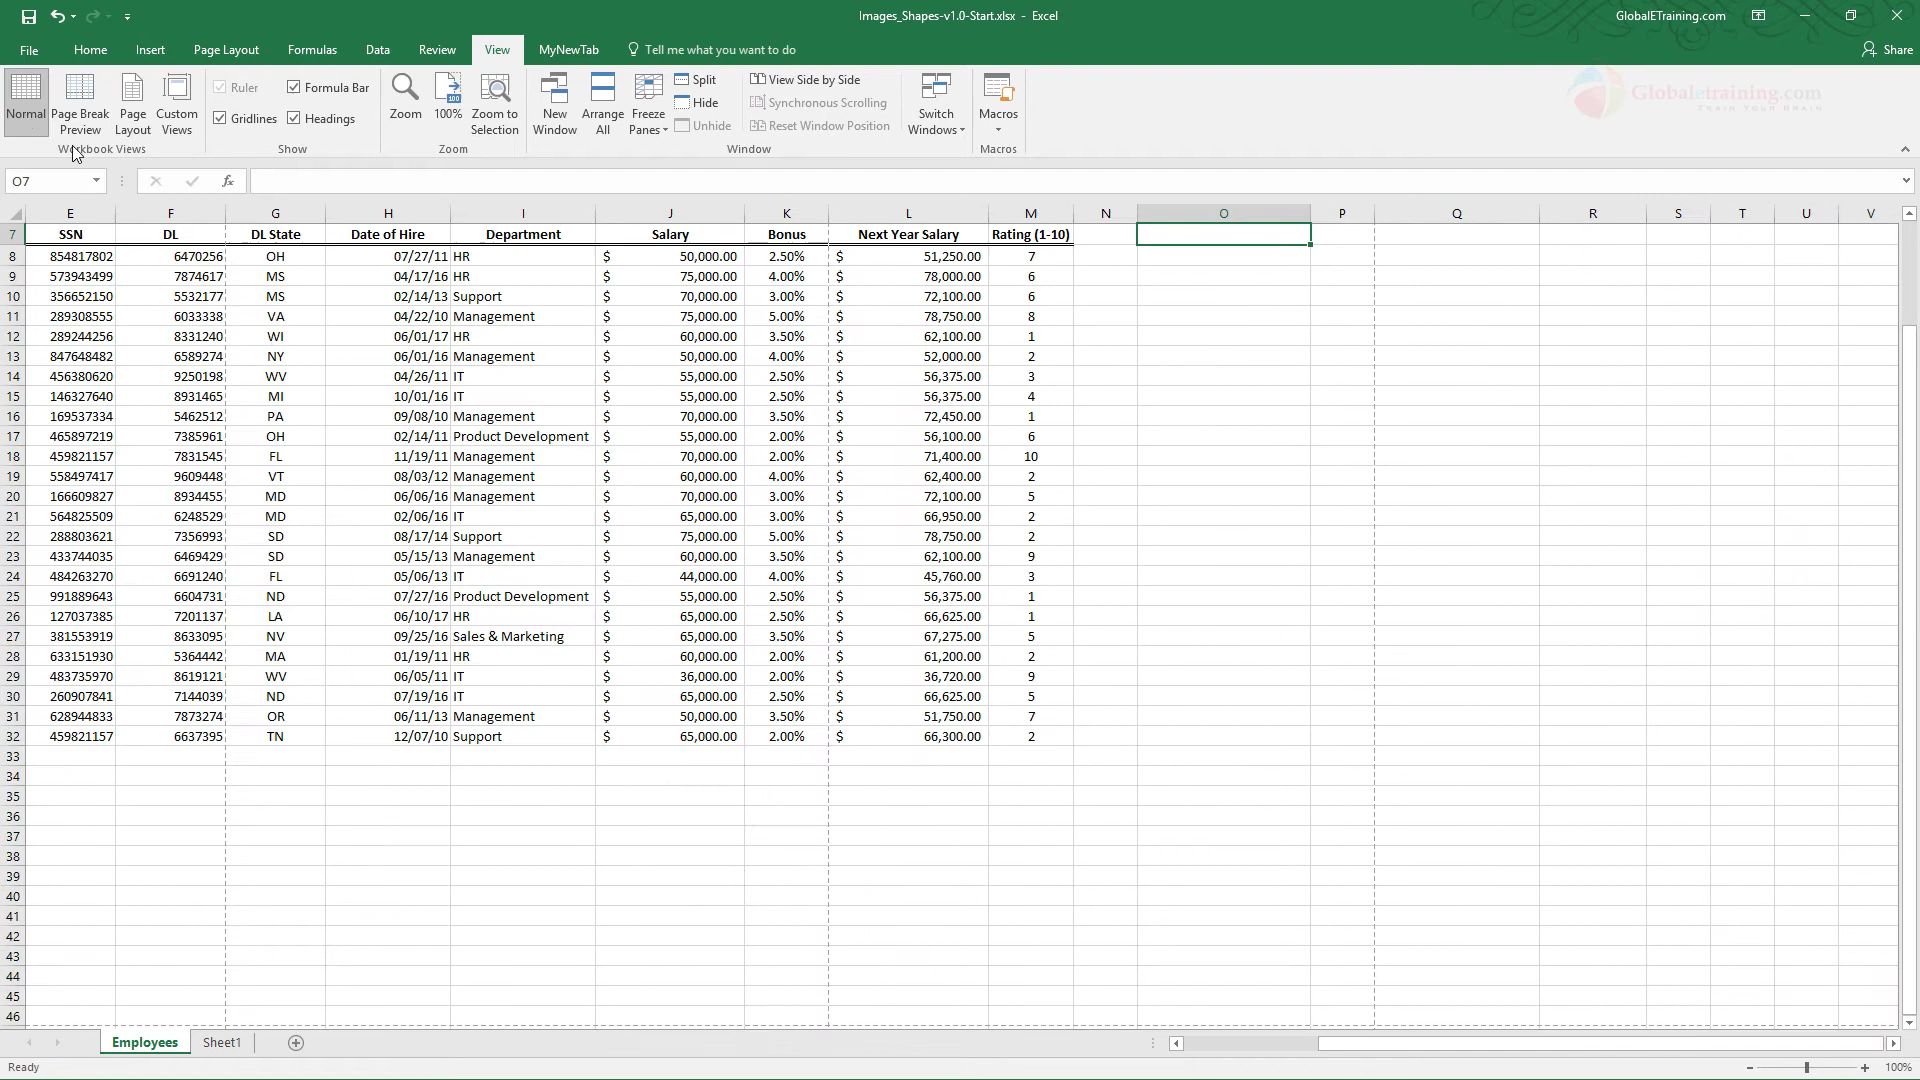 Images_Shapes-v1.0-Start.xlsx - Excel
GlobalETraining.com
File Home Insert Page Layout Formulas Data Review View MyNewTab Tell me what you want to do Share
Normal Page Break Preview Page Layout Custom Views
Ruler Formula Bar
Gridlines Headings
Zoom 100% Zoom to Selection
New Window Arrange All Freeze Panes
Split
Hide
Unhide
View Side by Side
Synchronous Scrolling
Reset Window Position
Switch Windows Macros
Globaletraining.com
TRAIN YOUR BRAIN
Workbook Views Show Zoom Window Macros
O7 fx
E F G H I J K L M N O P Q R S T U V
7 SSN DL DL State Date of Hire Department Salary Bonus Next Year Salary Rating (1-10)
8 854817802 6470256 OH 07/27/11 HR $ 50,000.00 2.50% $ 51,250.00 7
9 573943499 7874617 MS 04/17/16 HR $ 75,000.00 4.00% $ 78,000.00 6
10 356652150 5532177 MS 02/14/13 Support $ 70,000.00 3.00% $ 72,100.00 6
11 289308555 6033338 VA 04/22/10 Management $ 75,000.00 5.00% $ 78,750.00 8
12 289244256 8331240 WI 06/01/17 HR $ 60,000.00 3.50% $ 62,100.00 1
13 847648482 6589274 NY 06/01/16 Management $ 50,000.00 4.00% $ 52,000.00 2
14 456380620 9250198 WV 04/26/11 IT $ 55,000.00 2.50% $ 56,375.00 3
15 146327640 8931465 MI 10/01/16 IT $ 55,000.00 2.50% $ 56,375.00 4
16 169537334 5462512 PA 09/08/10 Management $ 70,000.00 3.50% $ 72,450.00 1
17 465897219 7385961 OH 02/14/11 Product Development $ 55,000.00 2.00% $ 56,100.00 6
18 459821157 7831545 FL 11/19/11 Management $ 70,000.00 2.00% $ 71,400.00 10
19 558497417 9609448 VT 08/03/12 Management $ 60,000.00 4.00% $ 62,400.00 2
20 166609827 8934455 MD 06/06/16 Management $ 70,000.00 3.00% $ 72,100.00 5
21 564825509 6248529 MD 02/06/16 IT $ 65,000.00 3.00% $ 66,950.00 2
22 288803621 7356993 SD 08/17/14 Support $ 75,000.00 5.00% $ 78,750.00 2
23 433744035 6469429 SD 05/15/13 Management $ 60,000.00 3.50% $ 62,100.00 9
24 484263270 6691240 FL 05/06/13 IT $ 44,000.00 4.00% $ 45,760.00 3
25 991889643 6604731 ND 07/27/16 Product Development $ 55,000.00 2.50% $ 56,375.00 1
26 127037385 7201137 LA 06/10/17 HR $ 65,000.00 2.50% $ 66,625.00 1
27 381553919 8633095 NV 09/25/16 Sales & Marketing $ 65,000.00 3.50% $ 67,275.00 5
28 633151930 5364442 MA 01/19/11 HR $ 60,000.00 2.00% $ 61,200.00 2
29 483735970 8619121 WV 06/05/11 IT $ 36,000.00 2.00% $ 36,720.00 9
30 260907841 7144039 ND 07/19/16 IT $ 65,000.00 2.50% $ 66,625.00 5
31 628944833 7873274 OR 06/11/13 Management $ 50,000.00 3.50% $ 51,750.00 7
32 459821157 6637395 TN 12/07/10 Support $ 65,000.00 2.00% $ 66,300.00 2
33
34
35
36
37
38
39
40
41
42
43
44
45
46
Employees Sheet1
Ready 100%